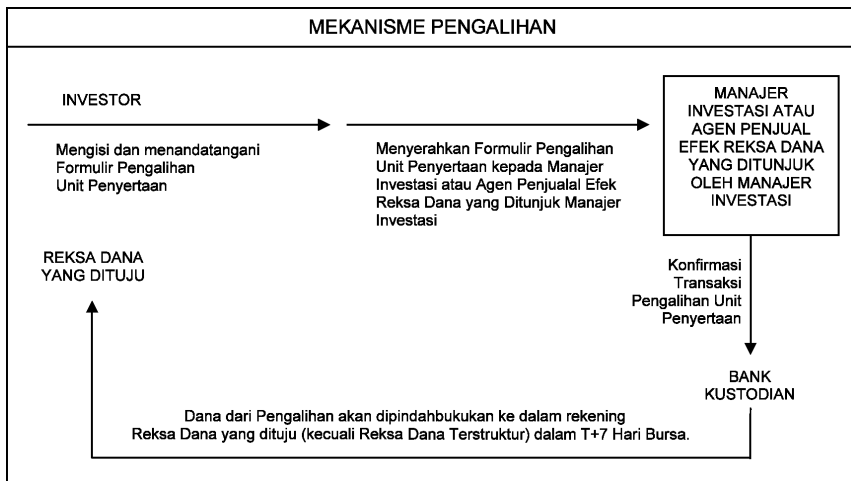 MEKANISME PENGALIHAN
INVESTOR
Mengisi dan menandatangani
Formulir Pengalihan
Unit Penyertaan
Menyerahkan Formulir Pengalihan
Unit Penyertaan kepada Manajer
Investasi atau Agen Penjualal Efek
Reksa Dana yang Ditunjuk Manajer
Investasi
MANAJER
INVESTASI ATAU
AGEN PENJUAL
EFEK REKSA DANA
YANG DITUNJUK
OLEH MANAJER
INVESTASI
Konfirmasi
Transaksi
Pengalihan Unit
Penyertaan
BANK
KUSTODIAN
Dana dari Pengalihan akan dipindahbukukan ke dalam rekening
Reksa Dana yang dituju (kecuali Reksa Dana Terstruktur) dalam T+7 Hari Bursa.
REKSA DANA
YANG DITUJU